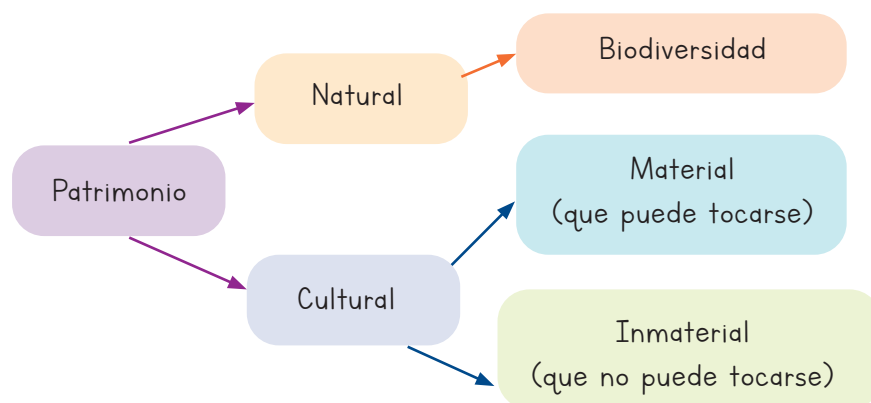 Patrimonio
Natural
Biodiversidad
Cultural
Material
(que puede tocarse)
Inmaterial
(que no puede tocarse)